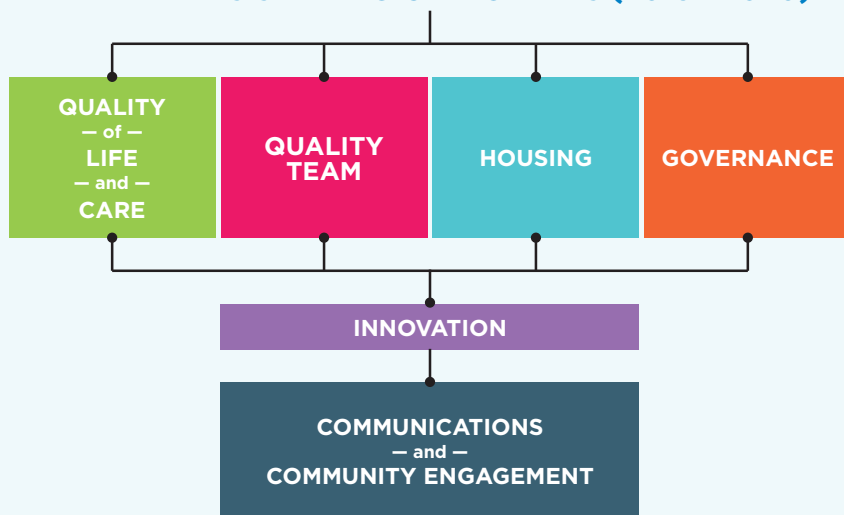 QUALITY
— of —
LIFE
— and —
CARE
QUALITY
TEAM
HOUSING
GOVERNANCE
INNOVATION
COMMUNICATIONS
— and —
COMMUNITY ENGAGEMENT